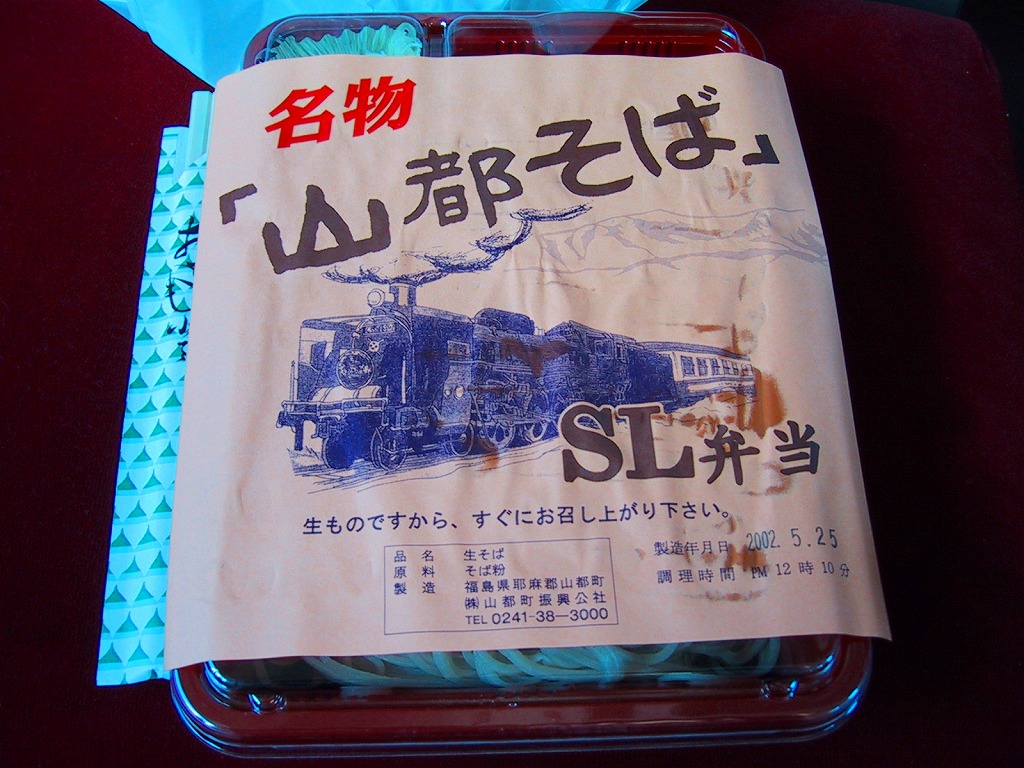 名物
「山都そば」
SL弁当
生ものですから、すぐにお召し上がり下さい。
品名 生そば
原料 そば粉
製造 福島県耶麻郡山都町
㈱山都町振興公社
TEL 0241-38-3000
製造年月日 2002. 5. 25
調理時間 PM 12時10分